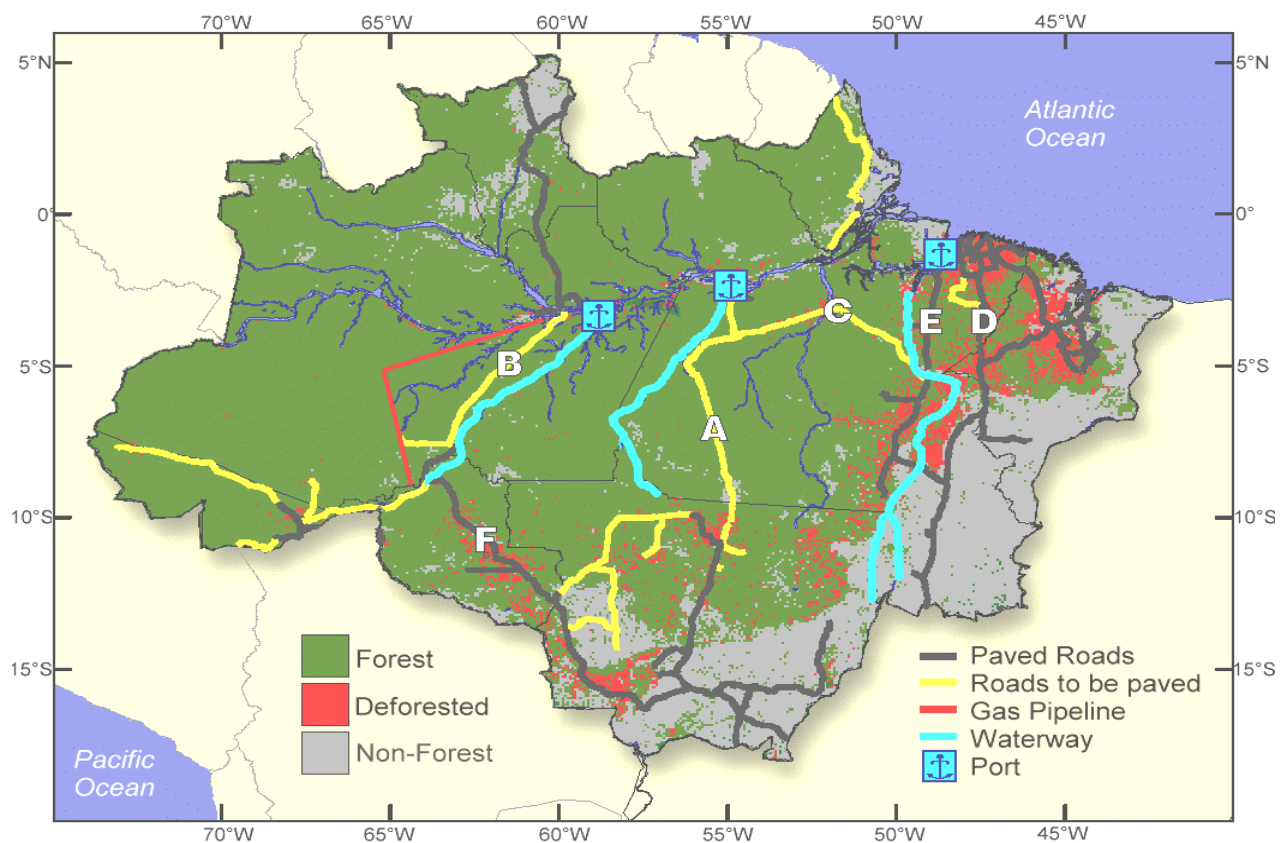 70°W 65°W 60°W 55°W 50°W 45°W
5°N 5°N
Atlantic
Ocean
0° 0°
C
E D
B
5°S 5°S
A
10°S 10°S
F
Forest
Deforested
Non-Forest
Paved Roads
Roads to be paved
Gas Pipeline
Waterway
Port
15°S 15°S
Pacific
Ocean
70°W 65°W 60°W 55°W 50°W 45°W